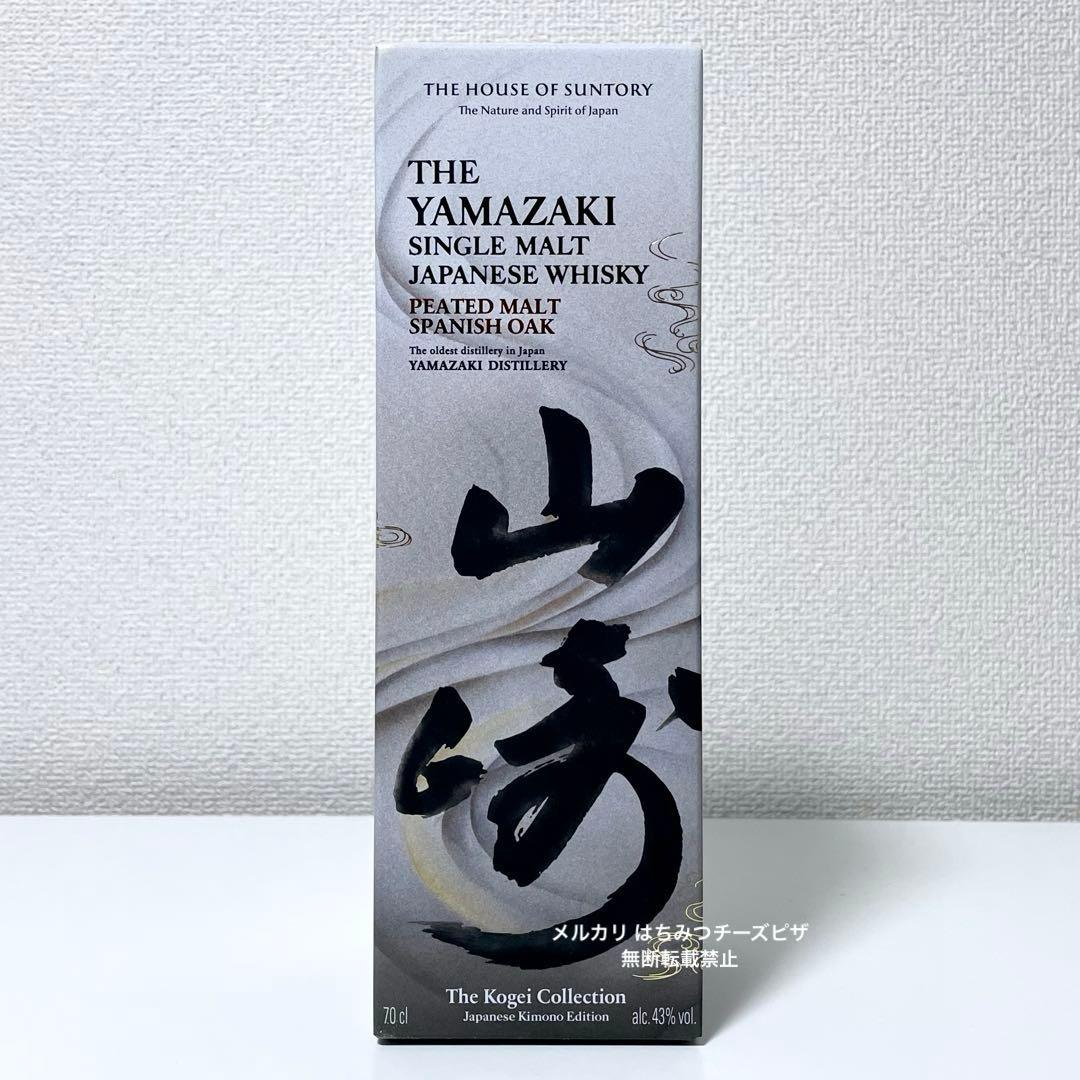 THE HOUSE OF SUNTORY
The Nature and Spirit of Japan
THE
YAMAZAKI
SINGLE MALT
JAPANESE WHISKY
PEATED MALT
SPANISH OAK
The oldest distillery in Japan
YAMAZAKI DISTILLERY
山
崎
メルカリ はちみつチーズピザ
無断転載禁止
The Kogei Collection
Japanese Kimono Edition
70 cl
alc. 43% vol.